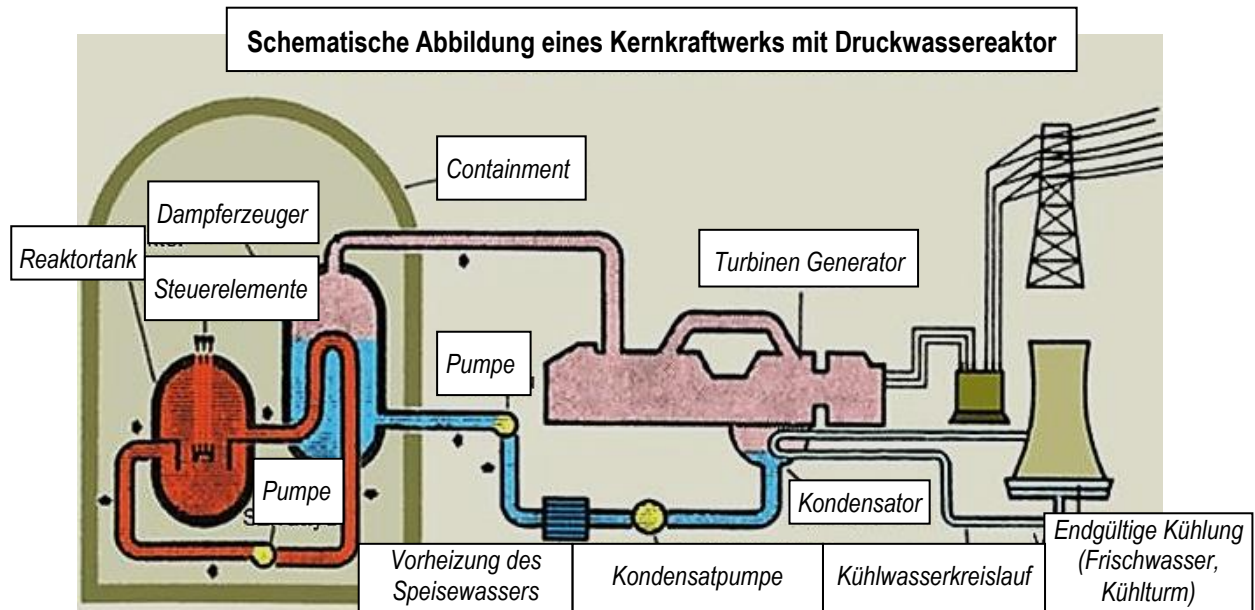 Schematische Abbildung eines Kernkraftwerks mit Druckwassereaktor
Containment
Dampferzeuger
Reaktortank
Steuerelemente
Turbinen Generator
Pumpe
Pumpe
Kondensator
Vorheizung des
Speisewassers
Kondensatpumpe
Kühlwasserkreislauf
Endgültige Kühlung
(Frischwasser,
Kühlturm)